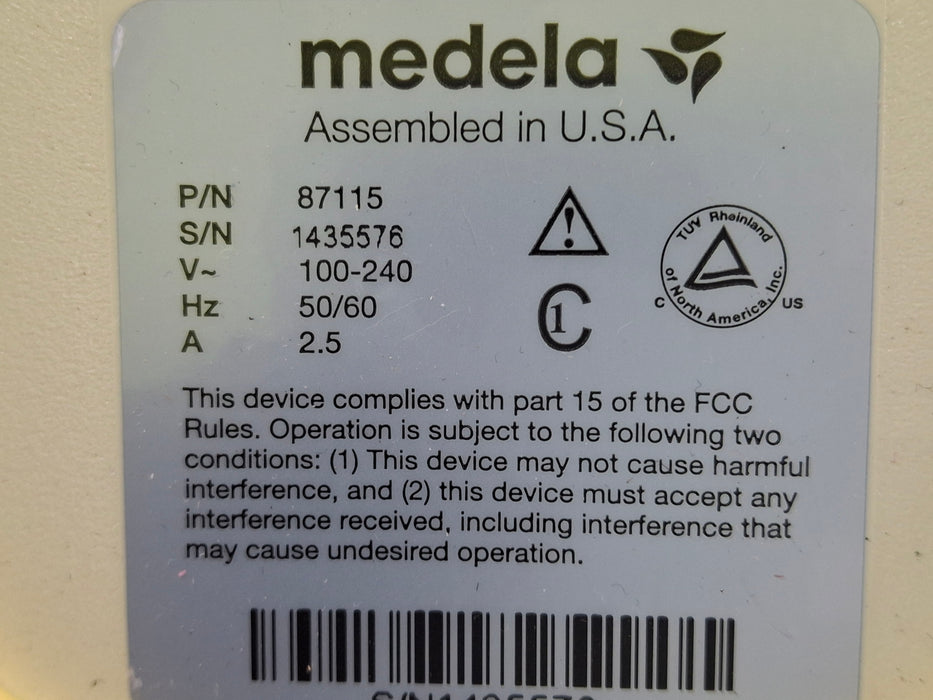 medela
Assembled in U.S.A.
P/N 87115
S/N 1435576
V~ 100-240
Hz 50/60
A 2.5
!
C1
TUV Rheinland
of North America, Inc.
C US
This device complies with part 15 of the FCC
Rules. Operation is subject to the following two
conditions: (1) This device may not cause harmful
interference, and (2) this device must accept any
interference received, including interference that
may cause undesired operation.
S/N1435576